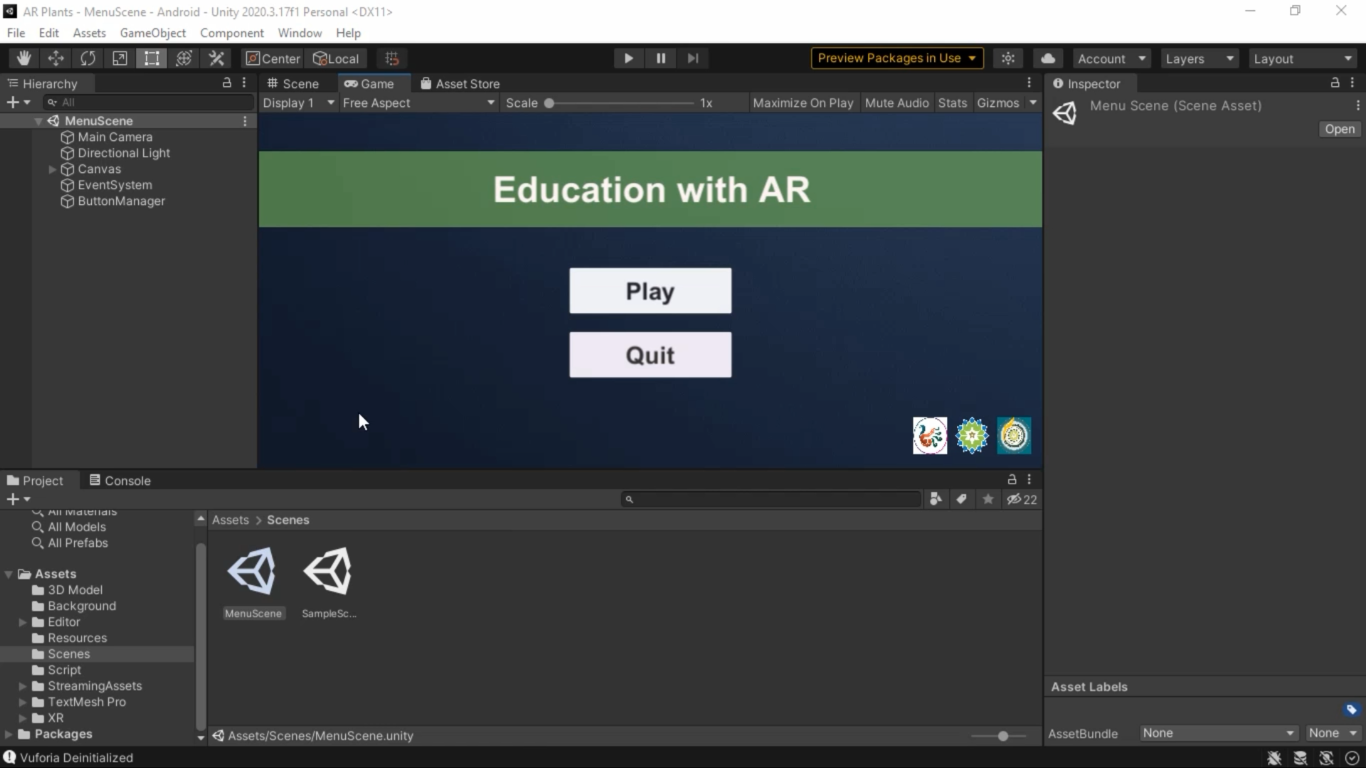 AR Plants - MenuScene - Android - Unity 2020.3.17f1 Personal <DX11>
File Edit Assets GameObject Component Window Help
Center Local Preview Packages in Use Account Layers Layout
Hierarchy Scene Game Asset Store Inspector
All Display 1 Free Aspect Scale 1x Maximize On Play Mute Audio Stats Gizmos Menu Scene (Scene Asset)
Open
MenuScene
Main Camera
Directional Light
Canvas
EventSystem
ButtonManager
Education with AR
Play
Quit
Project Console
22
All Materials
All Models
All Prefabs
Assets
3D Model
Background
Editor
Resources
Scenes
Script
StreamingAssets
TextMesh Pro
XR
Packages
Assets > Scenes
MenuScene SampleSc...
Assets/Scenes/MenuScene.unity
Asset Labels
AssetBundle None None
Vuforia Deinitialized